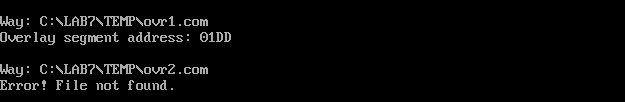 Way: C:\LAB7\TEMP\ovr1.com
Overlay segment address: 01DD
Way: C:\LAB7\TEMP\ovr2.com
Error! File not found.